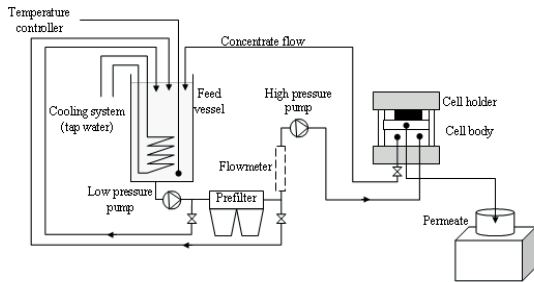 Temperature
controller
Concentrate flow
Cooling system
(tap water)
Feed
vessel
High pressure
pump
Cell holder
Cell body
Flowmeter
Low pressure
pump
Prefilter
Permeate